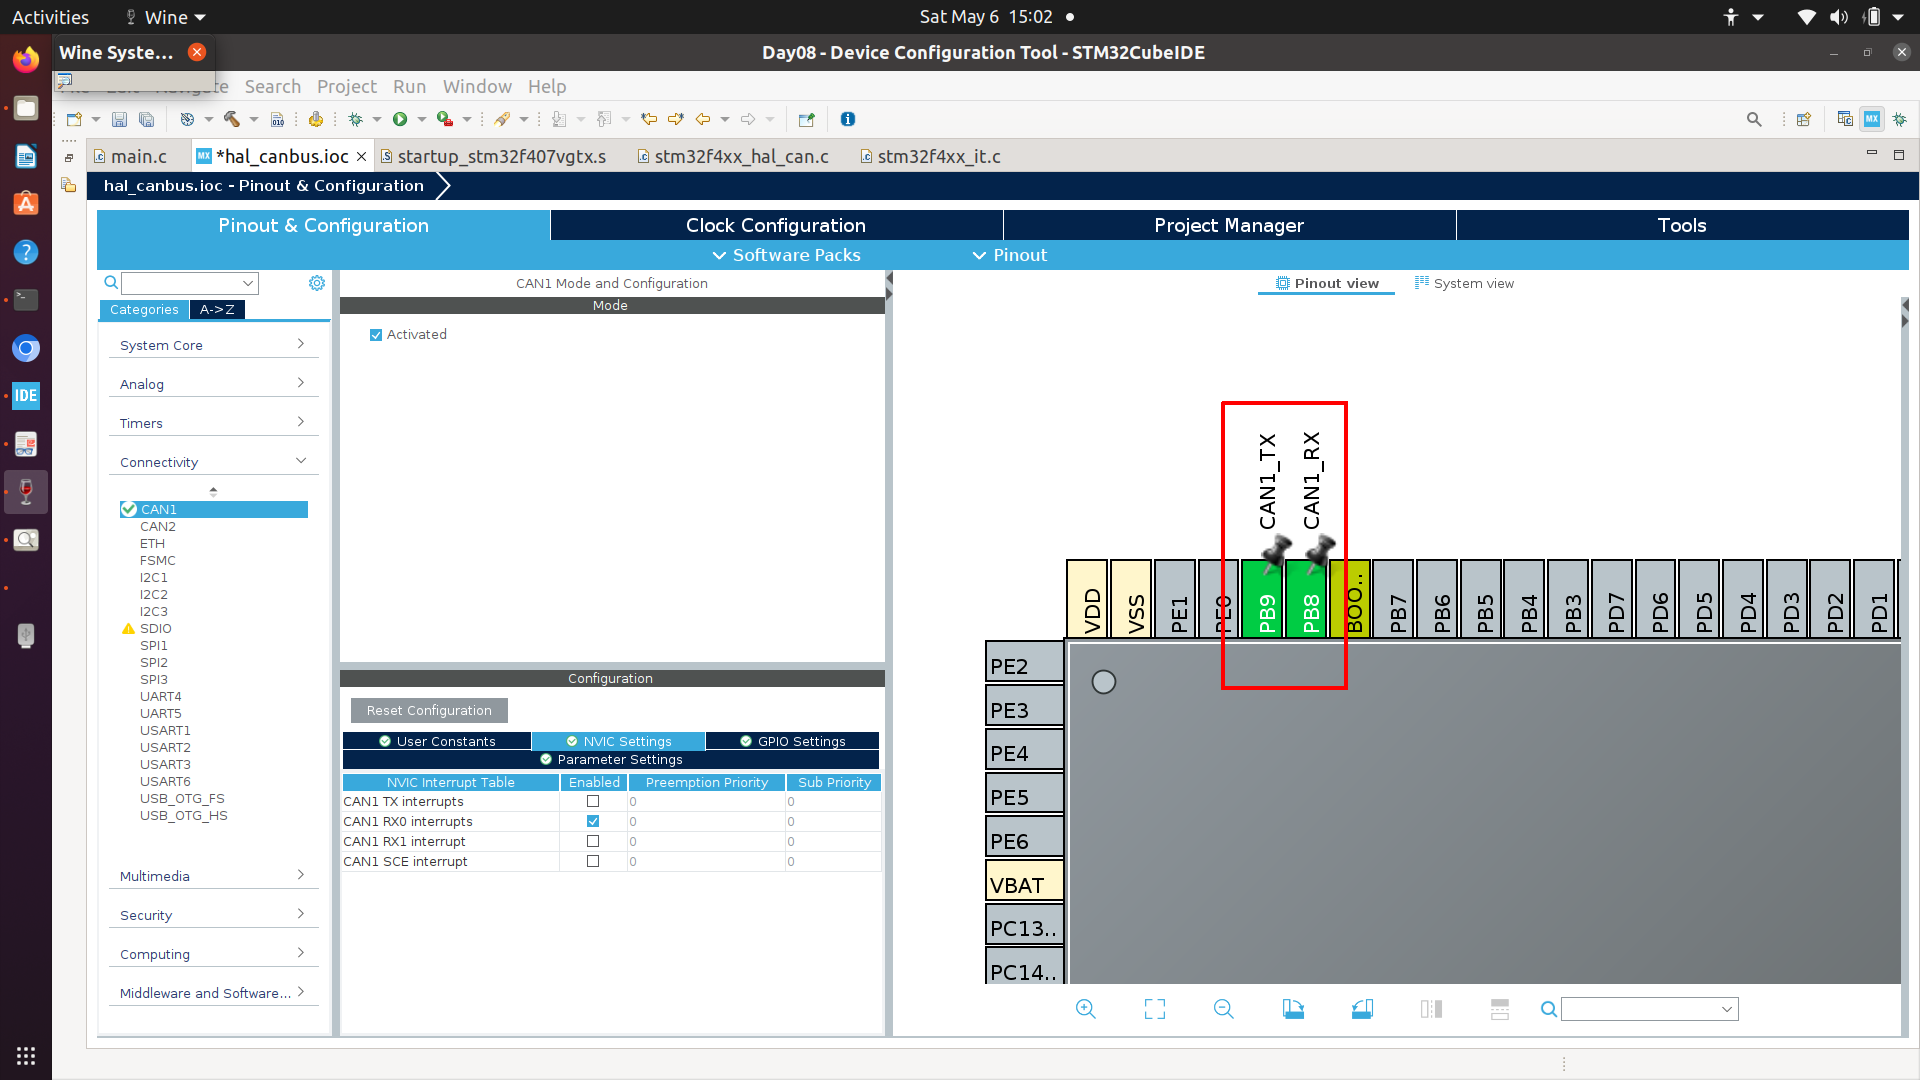 Activities
Wine
Sat May 6 15:02
Wine Syste...
Day08 - Device Configuration Tool - STM32CubeIDE
Search Project Run Window Help
main.c
*hal_canbus.ioc
startup_stm32f407vgtx.s
stm32f4xx_hal_can.c
stm32f4xx_it.c
hal_canbus.ioc - Pinout & Configuration
Pinout & Configuration
Clock Configuration
Project Manager
Tools
Software Packs
Pinout
CAN1 Mode and Configuration
Pinout view
System view
Categories
A->Z
Mode
Activated
System Core
Analog
Timers
Connectivity
CAN1
CAN2
ETH
FSMC
I2C1
I2C2
I2C3
SDIO
SPI1
SPI2
SPI3
UART4
UART5
USART1
USART2
USART3
USART6
USB_OTG_FS
USB_OTG_HS
Multimedia
Security
Computing
Middleware and Software...
Configuration
Reset Configuration
User Constants
NVIC Settings
GPIO Settings
Parameter Settings
NVIC Interrupt Table Enabled Preemption Priority Sub Priority
CAN1 TX interrupts 0 0
CAN1 RX0 interrupts 0 0
CAN1 RX1 interrupt 0 0
CAN1 SCE interrupt 0 0
CAN1_TX
CAN1_RX
VDD
VSS
PE1
PE0
PB9
PB8
BOO..
PB7
PB6
PB5
PB4
PB3
PD7
PD6
PD5
PD4
PD3
PD2
PD1
PE2
PE3
PE4
PE5
PE6
VBAT
PC13..
PC14..
IDE
MX
010